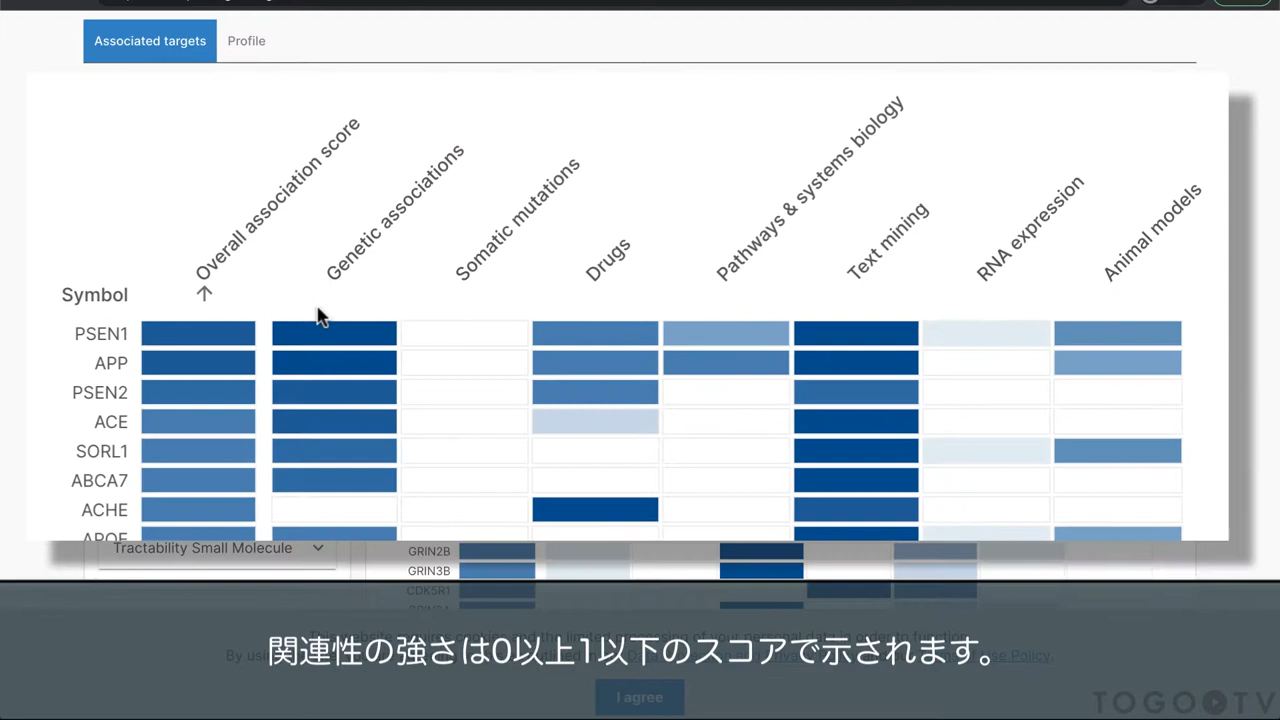 Associated targets
Profile
Overall association score
Genetic associations
Somatic mutations
Drugs
Pathways & systems biology
Text mining
RNA expression
Animal models
Symbol
PSEN1
APP
PSEN2
ACE
SORL1
ABCA7
ACHE
APOE
Tractability Small Molecule
GRIN2B
GRIN3B
CDK5R1
関連性の強さは0以上1以下のスコアで示されます。
I agree
TOGOTV